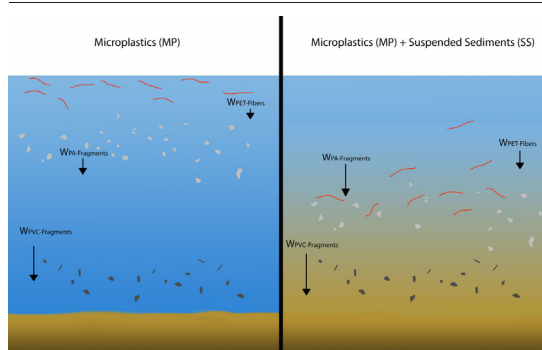 Microplastics (MP)
Microplastics (MP) + Suspended Sediments (SS)
WPET-Fibers
WPA-Fragments
WPVC-Fragments
WPET-Fibers
WPA-Fragments
WPVC-Fragments